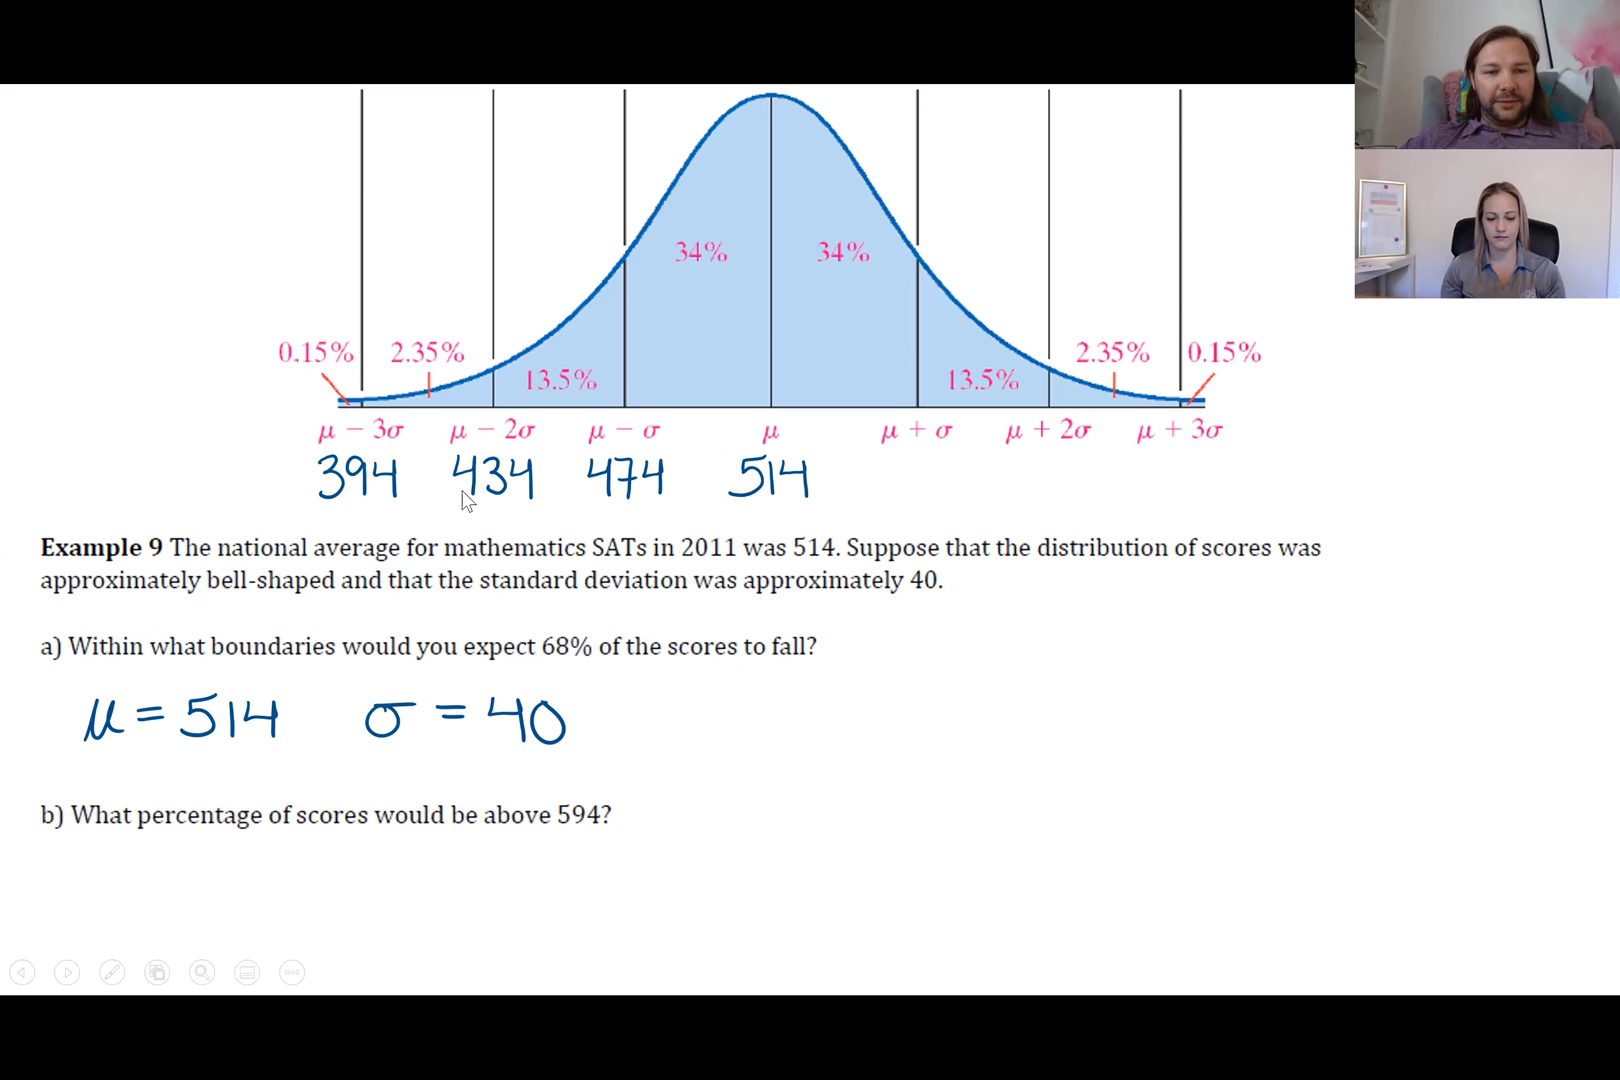 34% 34%
0.15% 2.35% 2.35% 0.15%
13.5% 13.5%
μ − 3σ μ − 2σ μ − σ μ μ + σ μ + 2σ μ + 3σ
394 434 474 514
Example 9 The national average for mathematics SATs in 2011 was 514. Suppose that the distribution of scores was
approximately bell-shaped and that the standard deviation was approximately 40.
a) Within what boundaries would you expect 68% of the scores to fall?
μ = 514 σ = 40
b) What percentage of scores would be above 594?